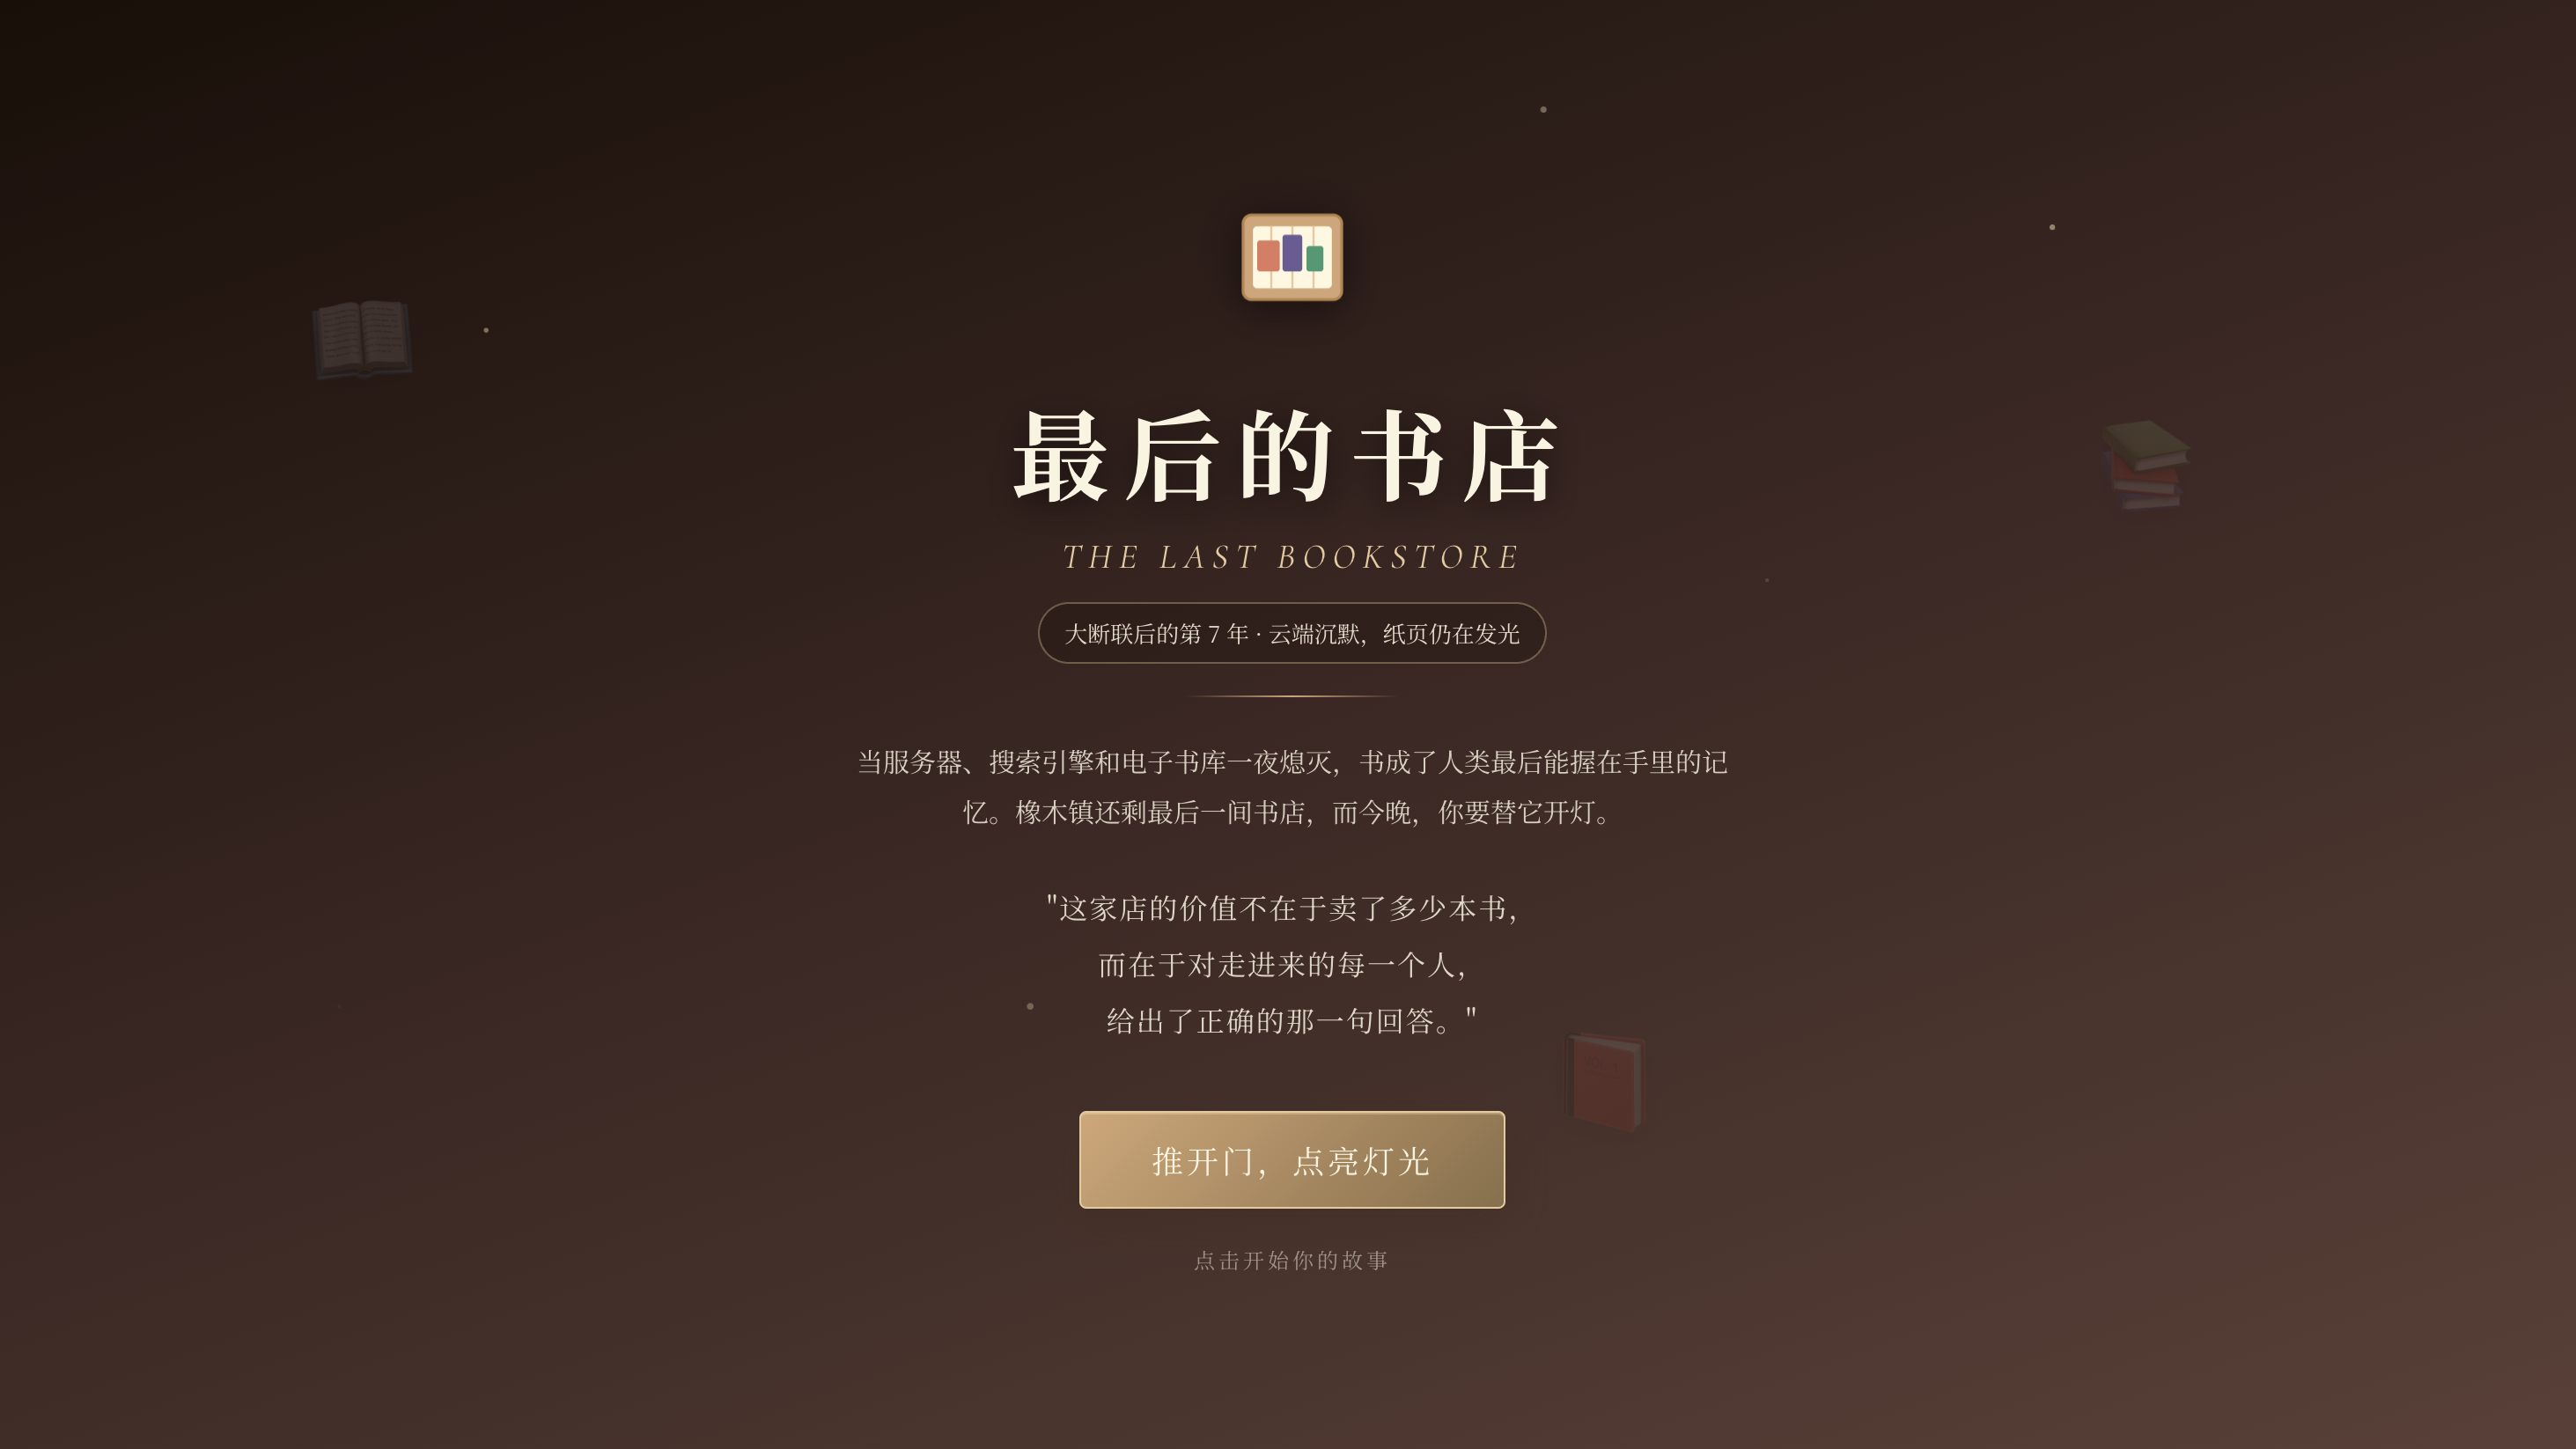 最后的书店
THE LAST BOOKSTORE
大断联后的第 7 年 · 云端沉默，纸页仍在发光
当服务器、搜索引擎和电子书库一夜熄灭，书成了人类最后能握在手里的记
忆。橡木镇还剩最后一间书店，而今晚，你要替它开灯。
"这家店的价值不在于卖了多少本书，
而在于对走进来的每一个人，
给出了正确的那一句回答。"
推开门，点亮灯光
点击开始你的故事